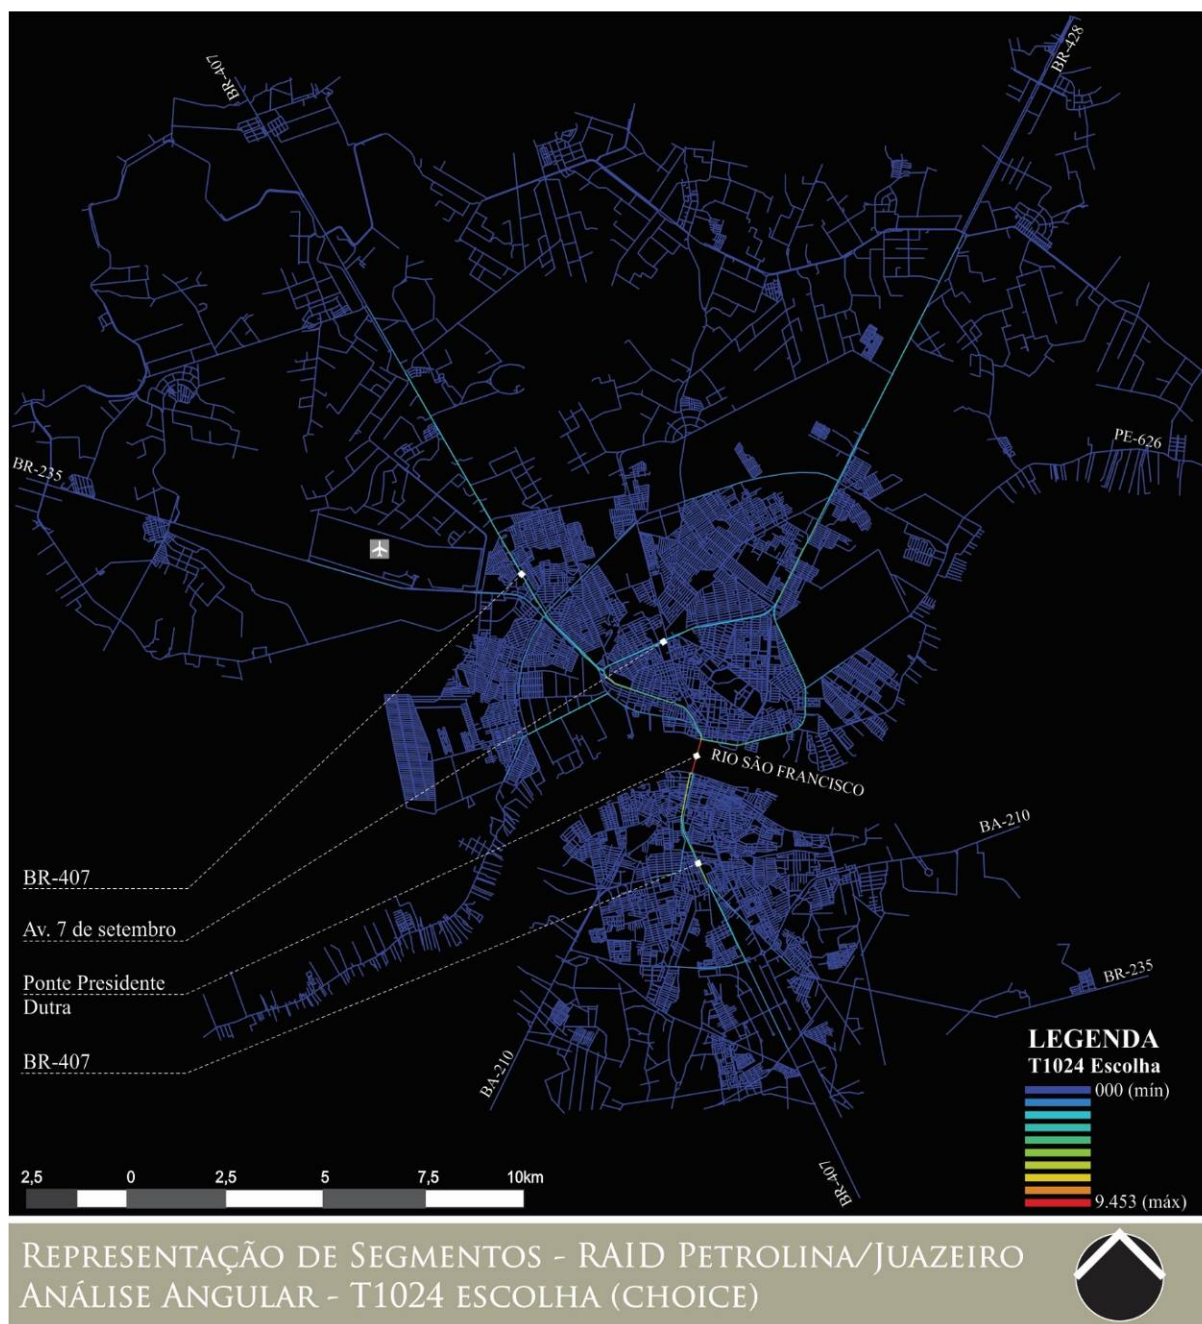 BR-407
BR-428
PE-626
BR-235
RIO SÃO FRANCISCO
BA-210
BR-407
Av. 7 de setembro
Ponte Presidente
Dutra
BR-407
BR-235
BA-210
BR-407
LEGENDA
T1024 Escolha
000 (mín)
9.453 (máx)
2,5 0 2,5 5 7,5 10km
REPRESENTAÇÃO DE SEGMENTOS - RAID PETROLINA/JUAZEIRO
ANÁLISE ANGULAR - T1024 ESCOLHA (CHOICE)